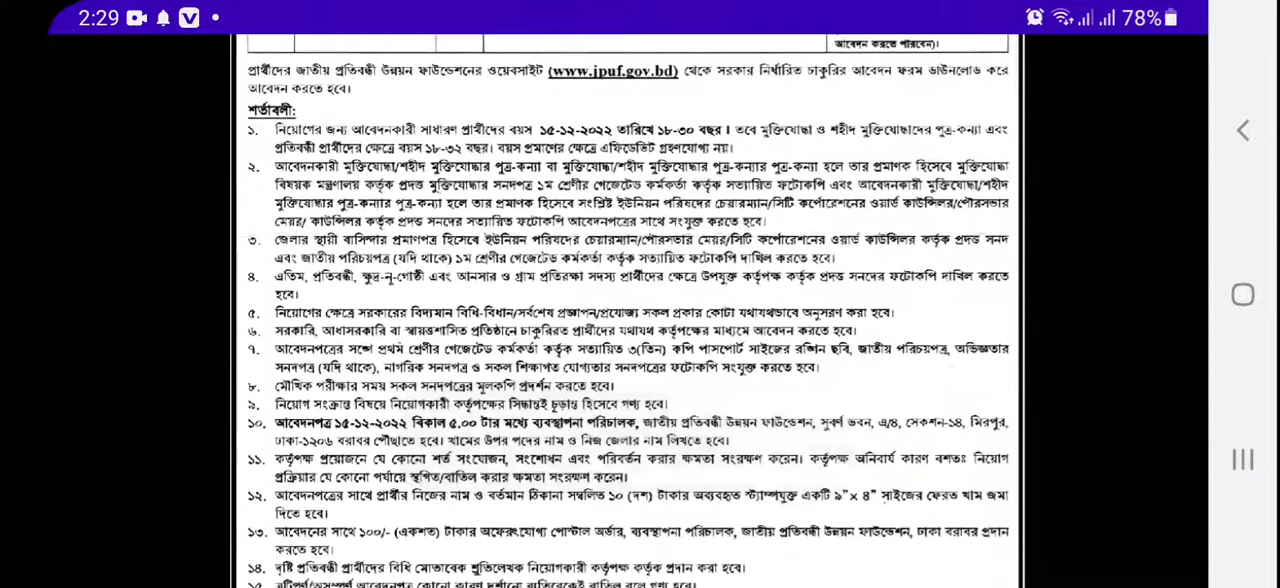 2:29
78%
আবেদন করতে পারবেন)।
প্রার্থীদের জাতীয় প্রতিবন্ধী উন্নয়ন ফাউন্ডেশনের ওয়েবসাইট (www.jpuf.gov.bd) থেকে সরকার নির্ধারিত চাকুরির আবেদন ফরম ডাউনলোড করে
আবেদন করতে হবে।
শর্তাবলী:
১. নিয়োগের জন্য আবেদনকারী সাধারণ প্রার্থীদের বয়স ১৫-১২-২০২২ তারিখে ১৮-৩০ বছর। তবে মুক্তিযোদ্ধা ও শহীদ মুক্তিযোদ্ধাদের পুত্র-কন্যা এবং
প্রতিবন্ধী প্রার্থীদের ক্ষেত্রে বয়স ১৮-৩২ বছর। বয়স প্রমাণের ক্ষেত্রে এফিডেভিট গ্রহণযোগ্য নয়।
২. আবেদনকারী মুক্তিযোদ্ধা/শহীদ মুক্তিযোদ্ধার পুত্র-কন্যা বা মুক্তিযোদ্ধা/শহীদ মুক্তিযোদ্ধার পুত্র-কন্যার পুত্র-কন্যা হলে তার প্রমাণক হিসেবে মুক্তিযোদ্ধা
বিষয়ক মন্ত্রণালয় কর্তৃক প্রদত্ত মুক্তিযোদ্ধার সনদপত্র ১ম শ্রেণীর গেজেটেড কর্মকর্তা কর্তৃক সত্যায়িত ফটোকপি এবং আবেদনকারী মুক্তিযোদ্ধা/শহীদ
মুক্তিযোদ্ধার পুত্র-কন্যার পুত্র-কন্যা হলে তার প্রমাণক হিসেবে সংশ্লিষ্ট ইউনিয়ন পরিষদের চেয়ারম্যান/সিটি কর্পোরেশনের ওয়ার্ড কাউন্সিলর/পৌরসভার
মেয়র/ কাউন্সিলর কর্তৃক প্রদত্ত সনদের সত্যায়িত ফটোকপি আবেদনপত্রের সাথে সংযুক্ত করতে হবে।
৩. জেলার স্থায়ী বাসিন্দার প্রমাণপত্র হিসেবে ইউনিয়ন পরিষদের চেয়ারম্যান/পৌরসভার মেয়র/সিটি কর্পোরেশনের ওয়ার্ড কাউন্সিলর কর্তৃক প্রদত্ত সনদ
এবং জাতীয় পরিচয়পত্র (যদি থাকে) ১ম শ্রেণীর গেজেটেড কর্মকর্তা কর্তৃক সত্যায়িত ফটোকপি দাখিল করতে হবে।
৪. এতিম, প্রতিবন্ধী, ক্ষুদ্র-নৃ-গোষ্ঠী এবং আনসার ও গ্রাম প্রতিরক্ষা সদস্য প্রার্থীদের ক্ষেত্রে উপযুক্ত কর্তৃপক্ষ কর্তৃক প্রদত্ত সনদের ফটোকপি দাখিল করতে
হবে।
৫. নিয়োগের ক্ষেত্রে সরকারের বিদ্যমান বিধি-বিধান/সর্বশেষ প্রজ্ঞাপন/প্রযোজ্য সকল প্রকার কোটা যথাযথভাবে অনুসরণ করা হবে।
৬. সরকারি, আধাসরকারি বা স্বায়ত্তশাসিত প্রতিষ্ঠানে চাকুরিরত প্রার্থীদের যথাযথ কর্তৃপক্ষের মাধ্যমে আবেদন করতে হবে।
৭. আবেদনপত্রের সঙ্গে প্রথম শ্রেণীর গেজেটেড কর্মকর্তা কর্তৃক সত্যায়িত ৩(তিন) কপি পাসপোর্ট সাইজের রঙ্গিন ছবি, জাতীয় পরিচয়পত্র, অভিজ্ঞতার
সনদপত্র (যদি থাকে), নাগরিক সনদপত্র ও সকল শিক্ষাগত যোগ্যতার সনদপত্রের ফটোকপি সংযুক্ত করতে হবে।
৮. মৌখিক পরীক্ষার সময় সকল সনদপত্রের মূলকপি প্রদর্শন করতে হবে।
৯. নিয়োগ সংক্রান্ত বিষয়ে নিয়োগকারী কর্তৃপক্ষের সিদ্ধান্তই চূড়ান্ত হিসেবে গণ্য হবে।
১০. আবেদনপত্র ১৫-১২-২০২২ বিকাল ৫.০০ টার মধ্যে ব্যবস্থাপনা পরিচালক, জাতীয় প্রতিবন্ধী উন্নয়ন ফাউন্ডেশন, সুবর্ণ ভবন, এ/৪, সেকশন-১৪, মিরপুর,
ঢাকা-১২০৬ বরাবর পৌঁছাতে হবে। খামের উপর পদের নাম ও নিজ জেলার নাম লিখতে হবে।
১১. কর্তৃপক্ষ প্রয়োজনে যে কোনো শর্ত সংযোজন, সংশোধন এবং পরিবর্তন করার ক্ষমতা সংরক্ষণ করেন। কর্তৃপক্ষ অনিবার্য কারণ বশতঃ নিয়োগ
প্রক্রিয়ার যে কোনো পর্যায়ে স্থগিত/বাতিল করার ক্ষমতা সংরক্ষণ করেন।
১২. আবেদনপত্রের সাথে প্রার্থীর নিজের নাম ও বর্তমান ঠিকানা সম্বলিত ১০ (দশ) টাকার অব্যবহৃত স্ট্যাম্পযুক্ত একটি ৯"x ৪" সাইজের ফেরত খাম জমা
দিতে হবে।
১৩. আবেদনের সাথে ১০০/- (একশত) টাকার অফেরৎযোগ্য পোস্টাল অর্ডার, ব্যবস্থাপনা পরিচালক, জাতীয় প্রতিবন্ধী উন্নয়ন ফাউন্ডেশন, ঢাকা বরাবর প্রদান
করতে হবে।
১৪. দৃষ্টি প্রতিবন্ধী প্রার্থীদের বিধি মোতাবেক শ্রুতিলেখক নিয়োগকারী কর্তৃপক্ষ কর্তৃক প্রদান করা হবে।
১৫. ত্রুটিপূর্ণ/অসম্পূর্ণ আবেদনপত্র কোনো কারণ দর্শানো ব্যতিরেকেই বাতিল বলে গণ্য হবে।